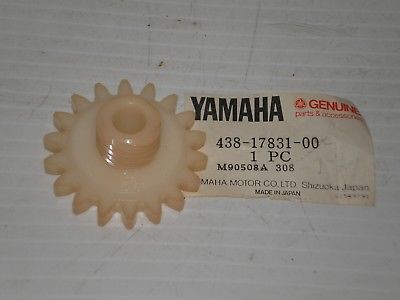 YAMAHA
GENUINE
parts & accessories
438-17831-00
1 PC
M90508A 308
YAMAHA MOTOR CO., LTD. Shizuoka Japan
MADE IN JAPAN